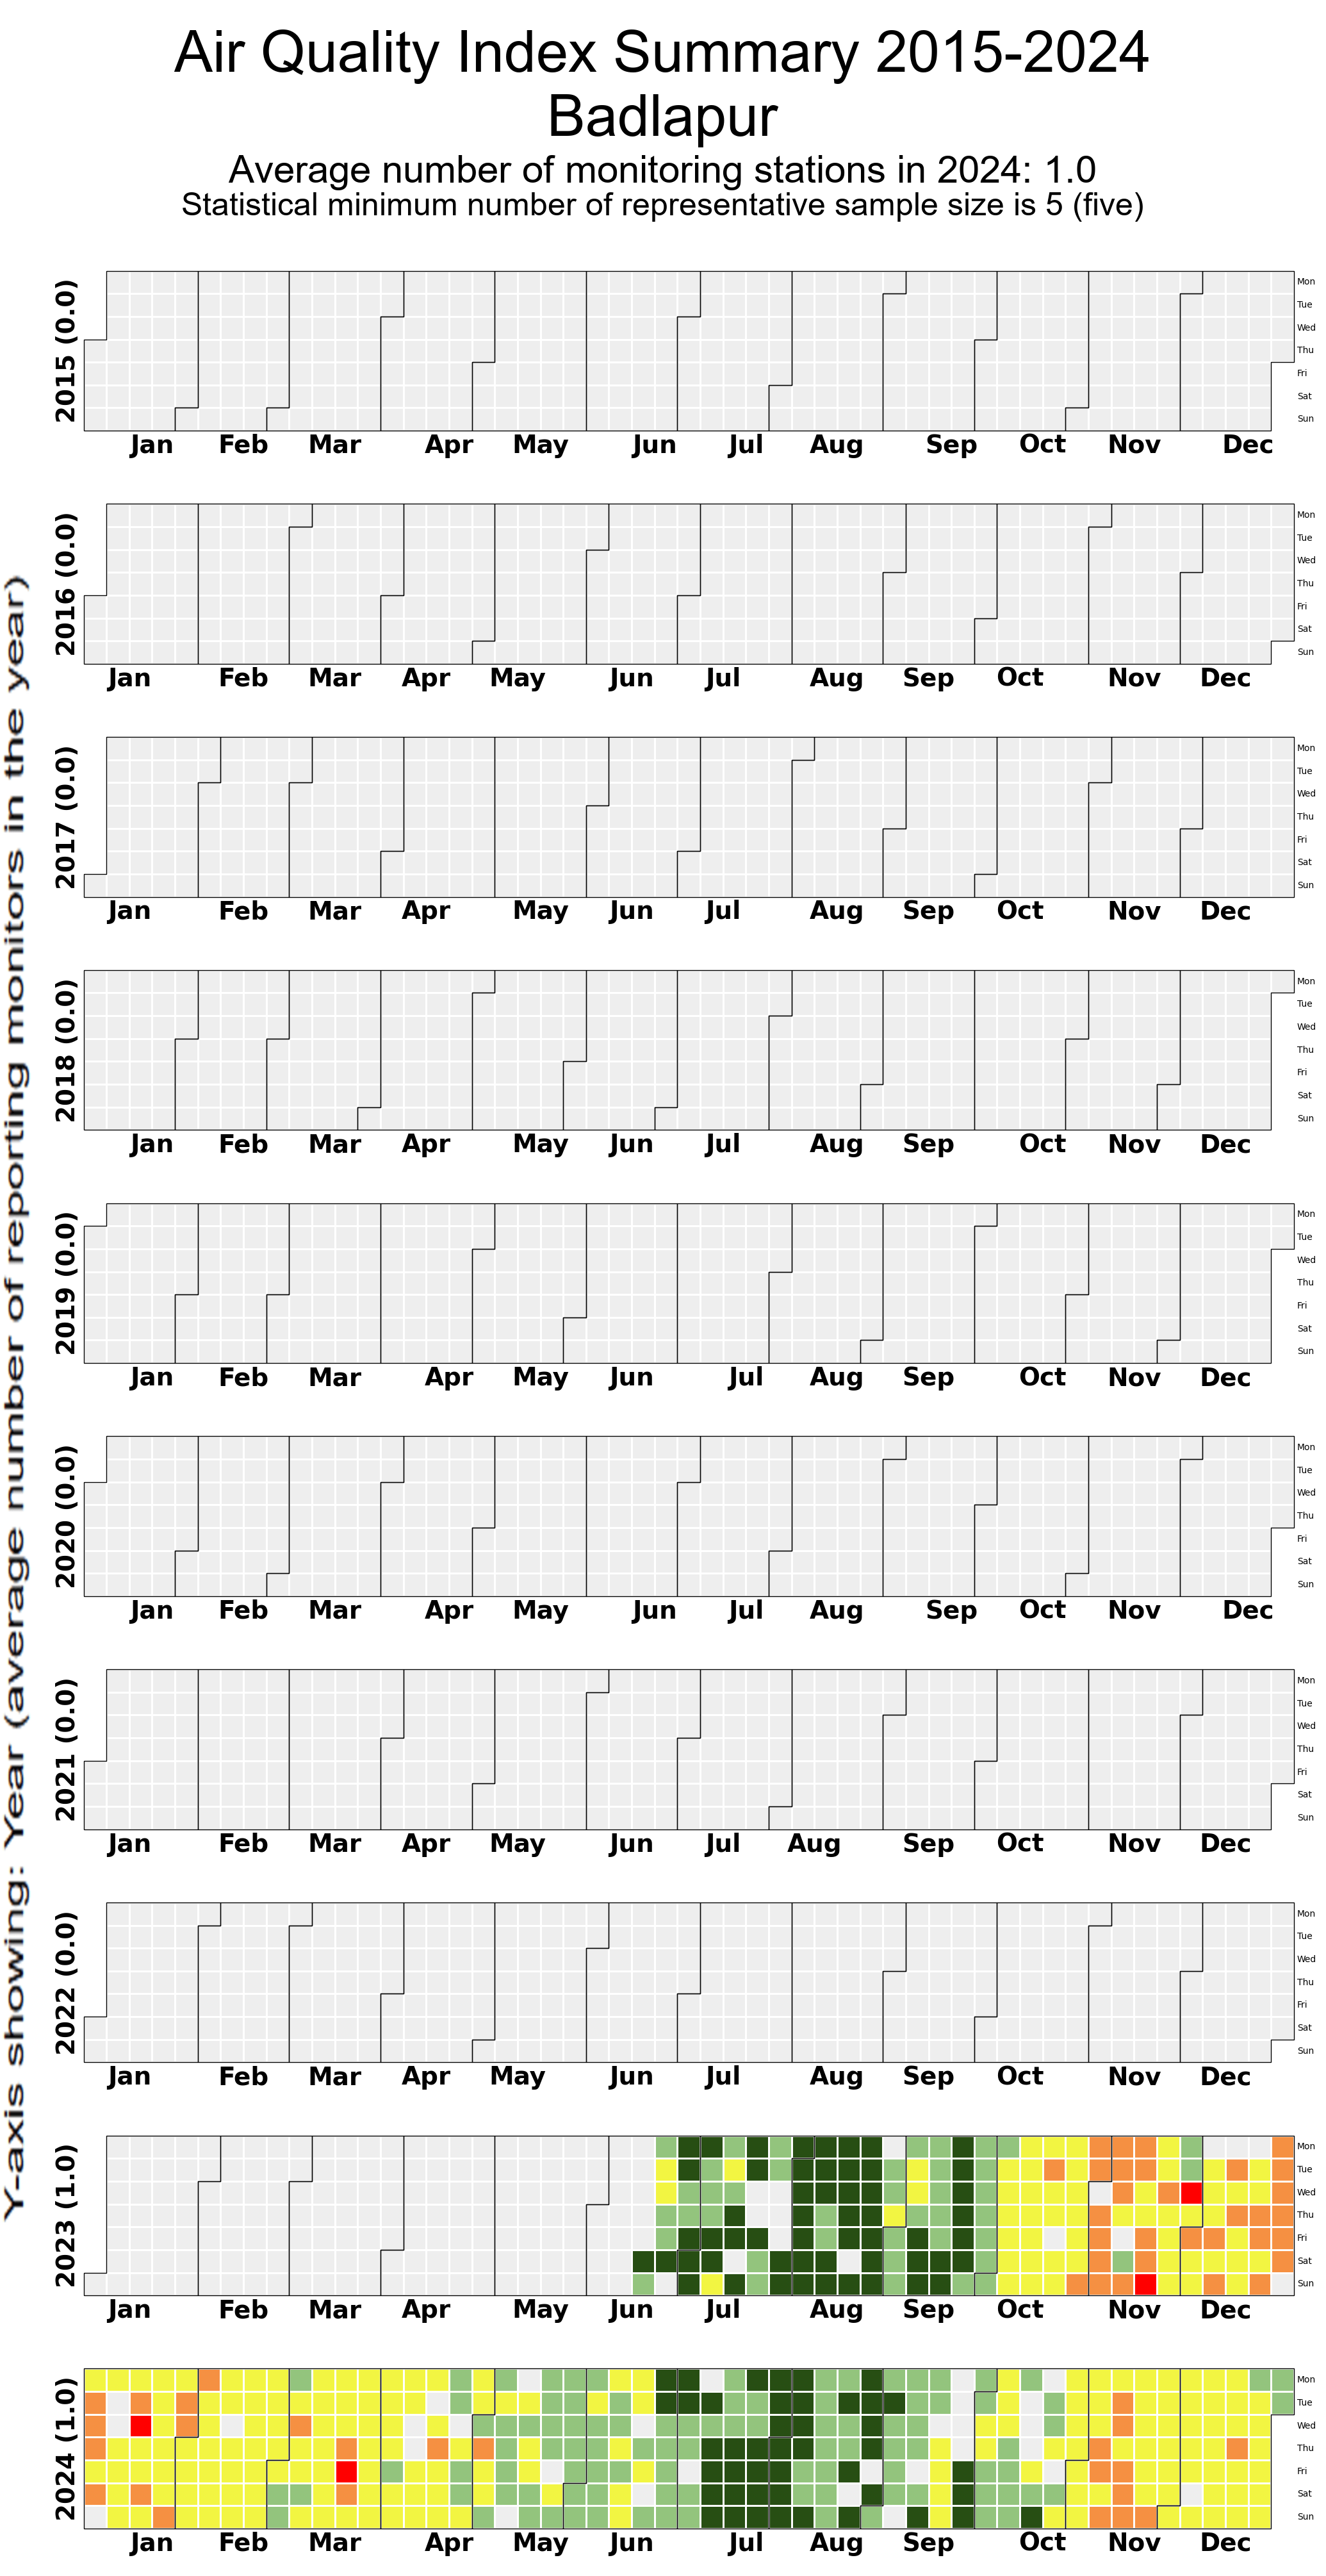 Air Quality Index Summary 2015-2024
Badlapur
Average number of monitoring stations in 2024: 1.0
Statistical minimum number of representative sample size is 5 (five)
Y-axis showing: Year (average number of reporting monitors in the year)
2015 (0.0)
Mon
Tue
Wed
Thu
Fri
Sat
Sun
Jan Feb Mar Apr May Jun Jul Aug Sep Oct Nov Dec
2016 (0.0)
Mon
Tue
Wed
Thu
Fri
Sat
Sun
Jan Feb Mar Apr May Jun Jul Aug Sep Oct Nov Dec
2017 (0.0)
Mon
Tue
Wed
Thu
Fri
Sat
Sun
Jan Feb Mar Apr May Jun Jul Aug Sep Oct Nov Dec
2018 (0.0)
Mon
Tue
Wed
Thu
Fri
Sat
Sun
Jan Feb Mar Apr May Jun Jul Aug Sep Oct Nov Dec
2019 (0.0)
Mon
Tue
Wed
Thu
Fri
Sat
Sun
Jan Feb Mar Apr May Jun Jul Aug Sep Oct Nov Dec
2020 (0.0)
Mon
Tue
Wed
Thu
Fri
Sat
Sun
Jan Feb Mar Apr May Jun Jul Aug Sep Oct Nov Dec
2021 (0.0)
Mon
Tue
Wed
Thu
Fri
Sat
Sun
Jan Feb Mar Apr May Jun Jul Aug Sep Oct Nov Dec
2022 (0.0)
Mon
Tue
Wed
Thu
Fri
Sat
Sun
Jan Feb Mar Apr May Jun Jul Aug Sep Oct Nov Dec
2023 (1.0)
Mon
Tue
Wed
Thu
Fri
Sat
Sun
Jan Feb Mar Apr May Jun Jul Aug Sep Oct Nov Dec
2024 (1.0)
Mon
Tue
Wed
Thu
Fri
Sat
Sun
Jan Feb Mar Apr May Jun Jul Aug Sep Oct Nov Dec